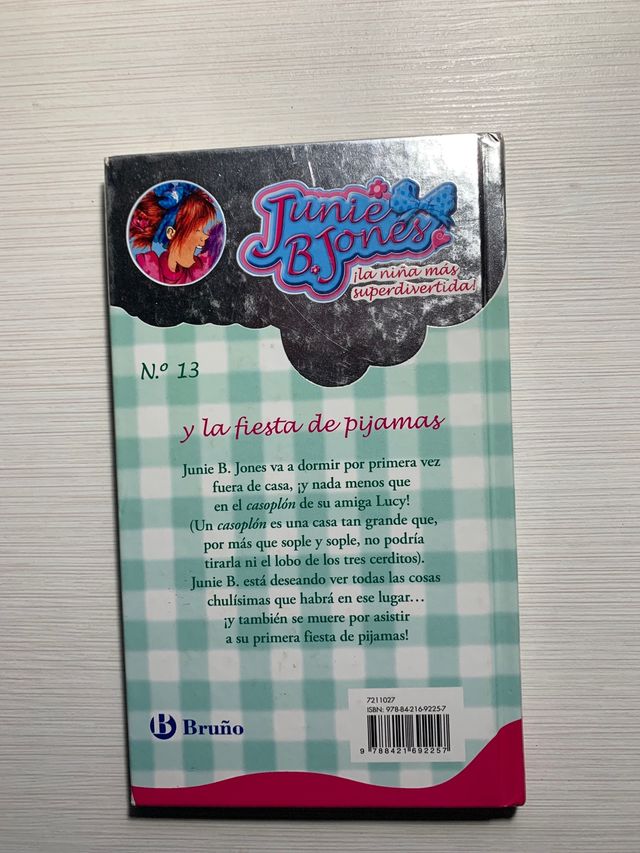 Junie
B. Jones
¡la niña más
superdivertida!
N.º 13
y la fiesta de pijamas
Junie B. Jones va a dormir por primera vez
fuera de casa, ¡y nada menos que
en el casoplón de su amiga Lucy!
(Un casoplón es una casa tan grande que,
por más que sople y sople, no podría
tirarla ni el lobo de los tres cerditos).
Junie B. está deseando ver todas las cosas
chulísimas que habrá en ese lugar…
¡y también se muere por asistir
a su primera fiesta de pijamas!
7211027
ISBN: 978-84-216-9225-7
9 788421 692257
B Bruño